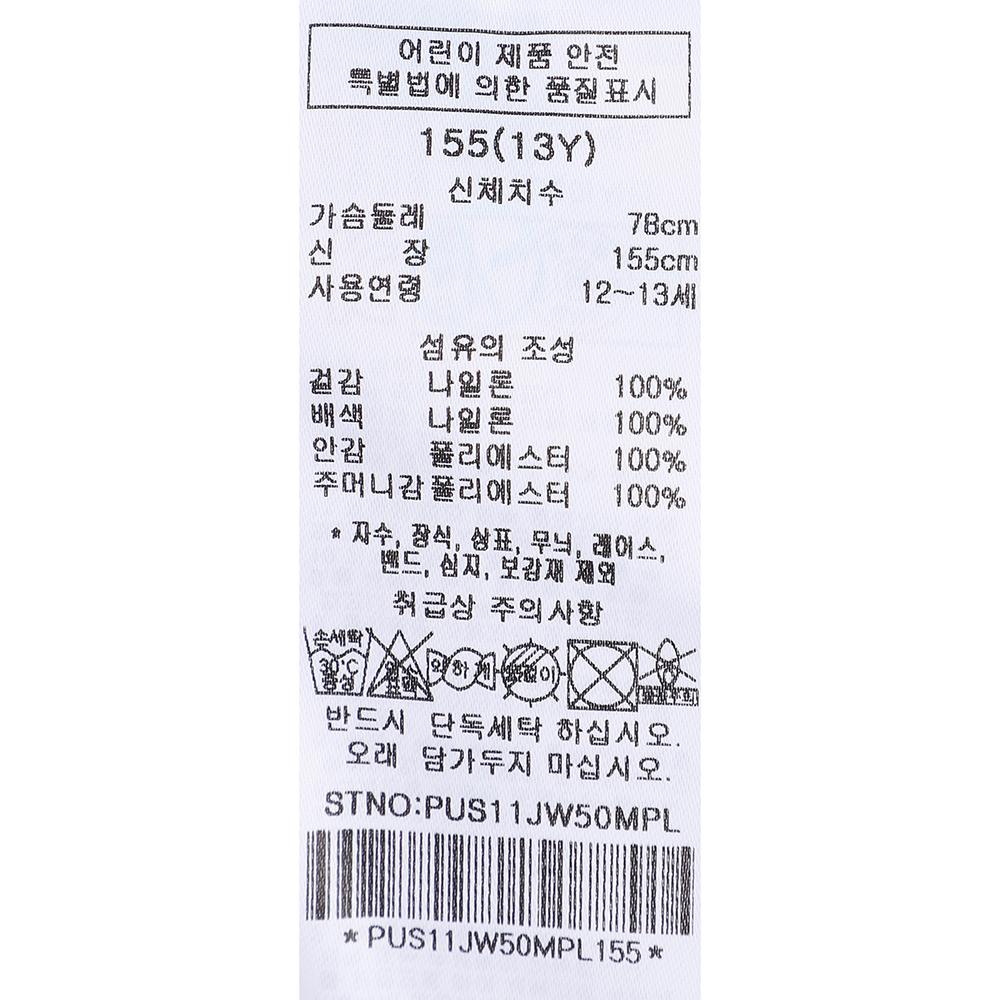 어린이 제품 안전
특별법에 의한 품질표시
155(13Y)
신체치수
가슴둘레 78cm
신 장 155cm
사용연령 12~13세
섬유의 조성
겉감 나일론 100%
배색 나일론 100%
안감 폴리에스터 100%
주머니감 폴리에스터 100%
* 자수, 장식, 상표, 무늬, 레이스,
밴드, 심지, 보강재 제외
취급상 주의사항
손세탁 30℃ 중성 약하게
반드시 단독세탁 하십시오.
오래 담가두지 마십시오.
STNO:PUS11JW50MPL
*PUS11JW50MPL155*